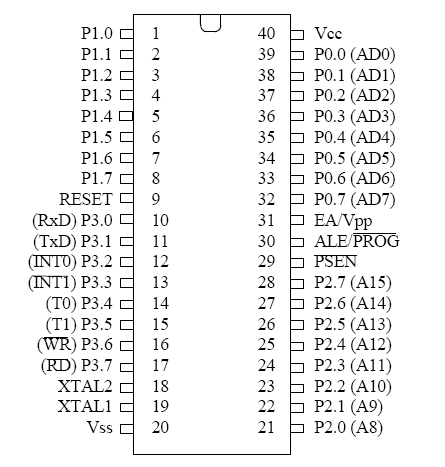 P1.0 1 40 Vcc
P1.1 2 39 P0.0 (AD0)
P1.2 3 38 P0.1 (AD1)
P1.3 4 37 P0.2 (AD2)
P1.4 5 36 P0.3 (AD3)
P1.5 6 35 P0.4 (AD4)
P1.6 7 34 P0.5 (AD5)
P1.7 8 33 P0.6 (AD6)
RESET 9 32 P0.7 (AD7)
(RxD) P3.0 10 31 EA/Vpp
(TxD) P3.1 11 30 ALE/P̅R̅O̅G̅
(I̅N̅T̅0̅) P3.2 12 29 P̅S̅E̅N̅
(I̅N̅T̅1̅) P3.3 13 28 P2.7 (A15)
(T0) P3.4 14 27 P2.6 (A14)
(T1) P3.5 15 26 P2.5 (A13)
(W̅R̅) P3.6 16 25 P2.4 (A12)
(R̅D̅) P3.7 17 24 P2.3 (A11)
XTAL2 18 23 P2.2 (A10)
XTAL1 19 22 P2.1 (A9)
Vss 20 21 P2.0 (A8)